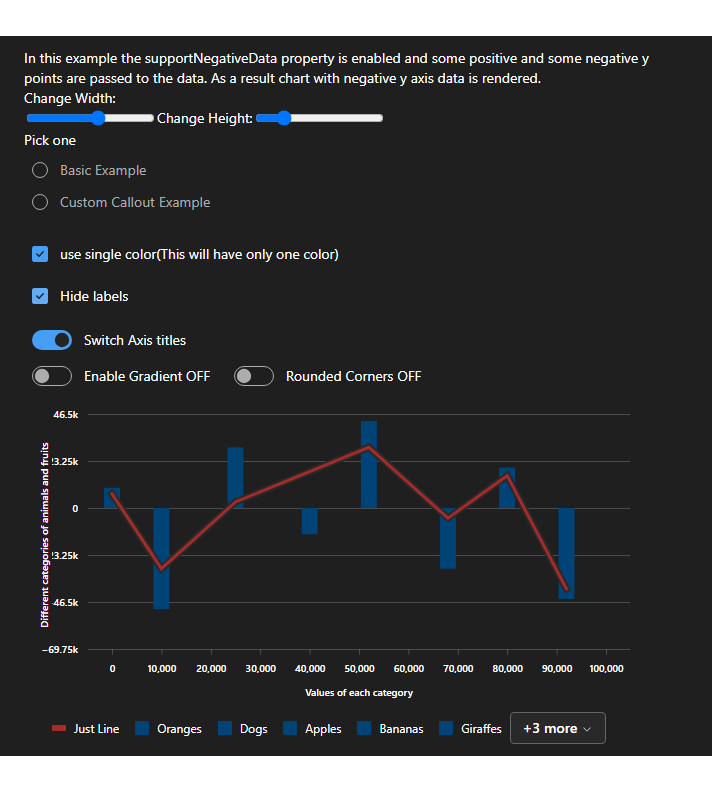 In this example the supportNegativeData property is enabled and some positive and some negative y
points are passed to the data. As a result chart with negative y axis data is rendered.
Change Width:
Change Height:
Pick one
Basic Example
Custom Callout Example
use single color(This will have only one color)
Hide labels
Switch Axis titles
Enable Gradient OFF Rounded Corners OFF
46.5k
3.25k
0
3.25k
-46.5k
−69.75k
Different categories of animals and fruits
0 10,000 20,000 30,000 40,000 50,000 60,000 70,000 80,000 90,000 100,000
Values of each category
Just Line Oranges Dogs Apples Bananas Giraffes +3 more